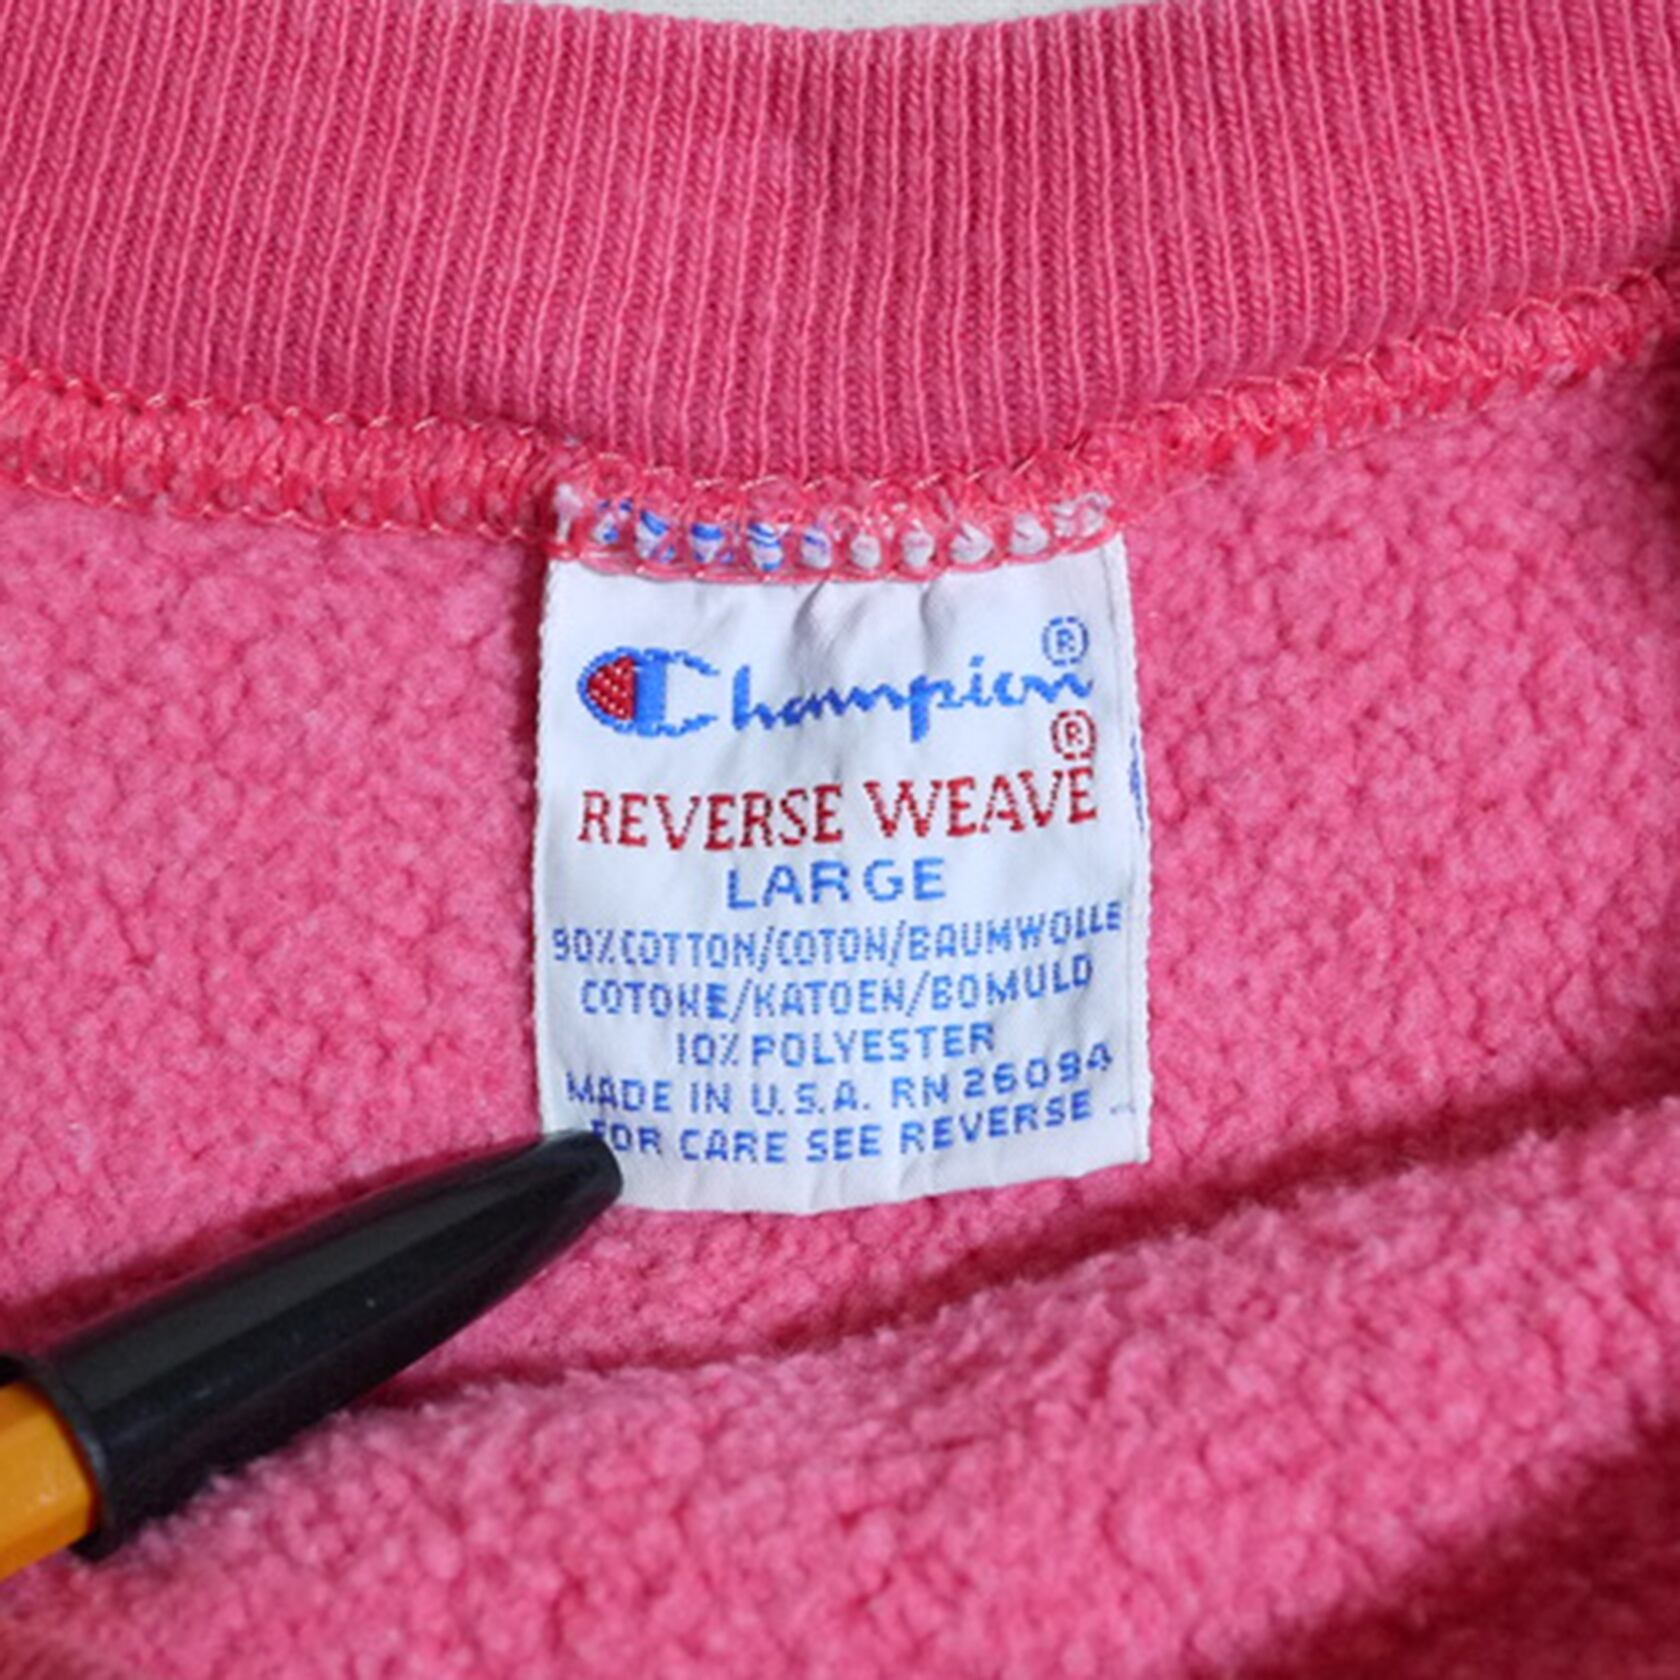 Champion®
REVERSE WEAVE®
LARGE
90% COTTON/COTON/BAUMWOLLE
COTONE/KATOEN/BOMULD
10% POLYESTER
MADE IN U.S.A. RN 26094
FOR CARE SEE REVERSE